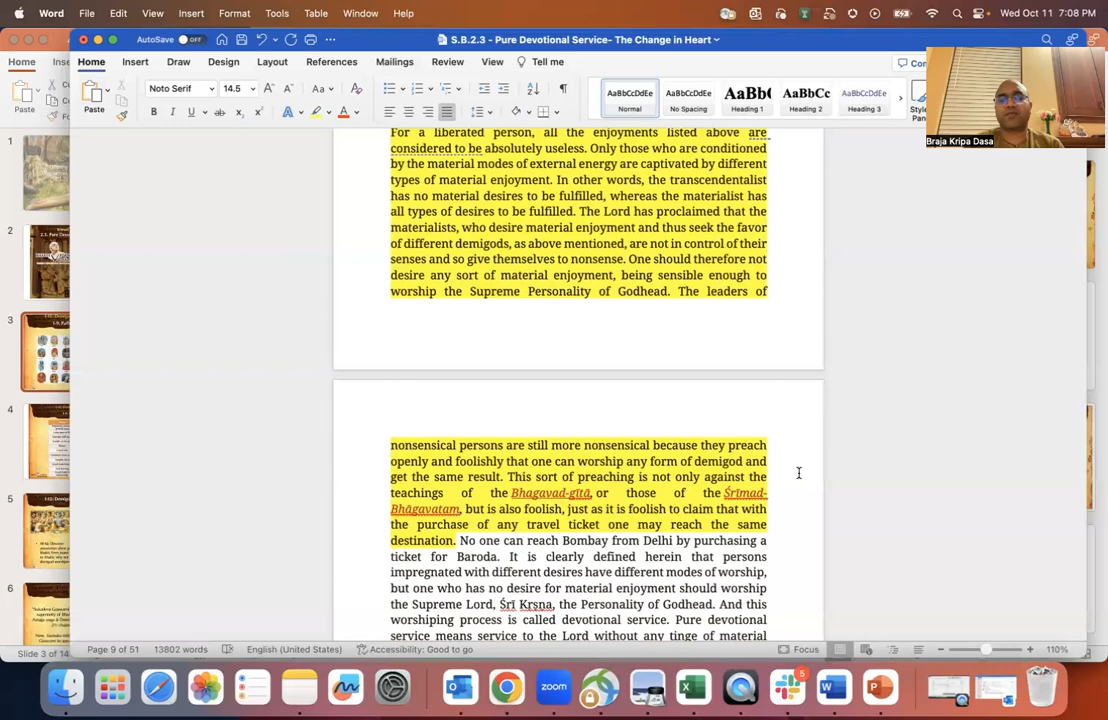 Word File Edit View Insert Format Tools Table Window Help Wed Oct 11 7:08 PM
AutoSave OFF S.B.2.3 - Pure Devotional Service- The Change in Heart
Home Home Insert Draw Design Layout References Mailings Review View Tell me
Paste Paste Noto Serif 14.5 Aa AaBbCcDdEe Normal AaBbCcDdEe No Spacing AaBbCc Heading 2 AaBbCcDdEe Heading 3
Heading 1
Braja Kripa Dasa
For a liberated person, all the enjoyments listed above are
considered to be absolutely useless. Only those who are conditioned
by the material modes of external energy are captivated by different
types of material enjoyment. In other words, the transcendentalist
has no material desires to be fulfilled, whereas the materialist has
all types of desires to be fulfilled. The Lord has proclaimed that the
materialists, who desire material enjoyment and thus seek the favor
of different demigods, as above mentioned, are not in control of their
senses and so give themselves to nonsense. One should therefore not
desire any sort of material enjoyment, being sensible enough to
worship the Supreme Personality of Godhead. The leaders of
nonsensical persons are still more nonsensical because they preach
openly and foolishly that one can worship any form of demigod and
get the same result. This sort of preaching is not only against the
teachings of the Bhagavad-gītā, or those of the Śrīmad-
Bhāgavatam, but is also foolish, just as it is foolish to claim that with
the purchase of any travel ticket one may reach the same
destination. No one can reach Bombay from Delhi by purchasing a
ticket for Baroda. It is clearly defined herein that persons
impregnated with different desires have different modes of worship,
but one who has no desire for material enjoyment should worship
the Supreme Lord, Śrī Kṛṣṇa, the Personality of Godhead. And this
worshiping process is called devotional service. Pure devotional
service means service to the Lord without any tinge of material
1
2
3
4
5
6
Page 9 of 51 13802 words English (United States) Accessibility: Good to go Focus 110%
Slide 3 of 14
zoom
5